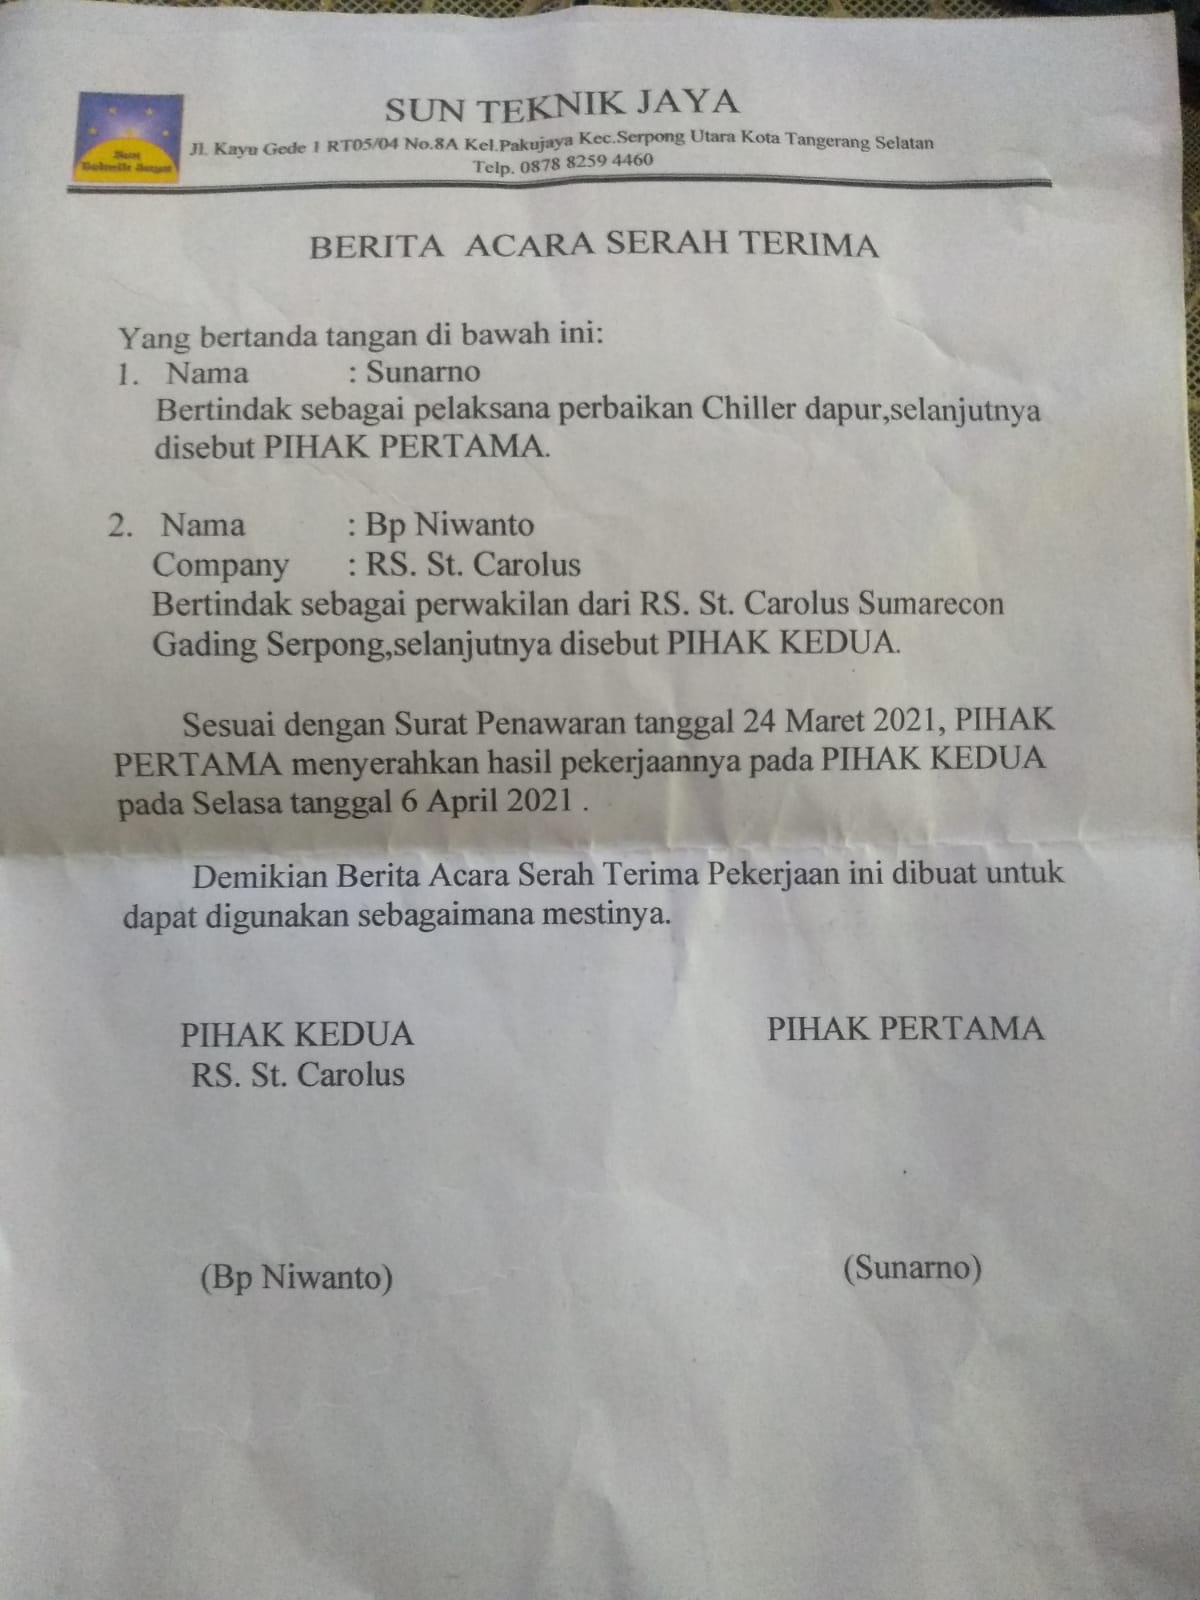 SUN TEKNIK JAYA
Jl. Kayu Gede 1 RT05/04 No.8A Kel.Pakujaya Kec.Serpong Utara Kota Tangerang Selatan
Telp. 0878 8259 4460
Sun
Teknik Jaya
BERITA ACARA SERAH TERIMA
Yang bertanda tangan di bawah ini:
1. Nama : Sunarno
Bertindak sebagai pelaksana perbaikan Chiller dapur,selanjutnya
disebut PIHAK PERTAMA.
2. Nama : Bp Niwanto
Company : RS. St. Carolus
Bertindak sebagai perwakilan dari RS. St. Carolus Sumarecon
Gading Serpong,selanjutnya disebut PIHAK KEDUA.
Sesuai dengan Surat Penawaran tanggal 24 Maret 2021, PIHAK
PERTAMA menyerahkan hasil pekerjaannya pada PIHAK KEDUA
pada Selasa tanggal 6 April 2021 .
Demikian Berita Acara Serah Terima Pekerjaan ini dibuat untuk
dapat digunakan sebagaimana mestinya.
PIHAK KEDUA PIHAK PERTAMA
RS. St. Carolus
(Bp Niwanto) (Sunarno)